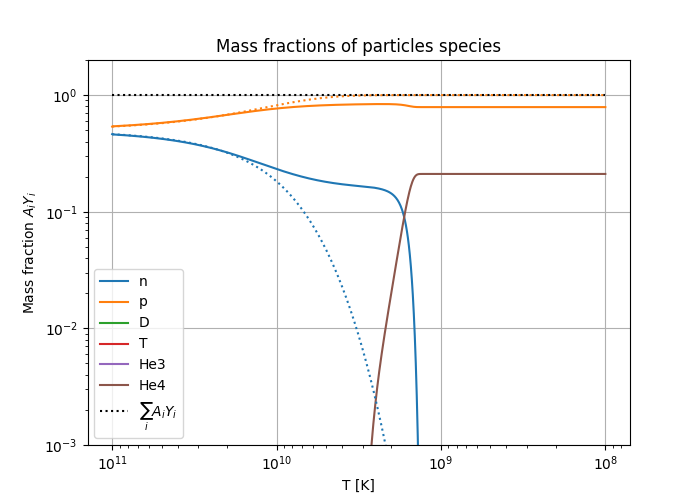 Mass fractions of particles species
10⁰
10⁻¹
10⁻²
10⁻³
Mass fraction AᵢYᵢ
n
p
D
T
He3
He4
∑ᵢ AᵢYᵢ
10¹¹
10¹⁰
10⁹
10⁸
T [K]